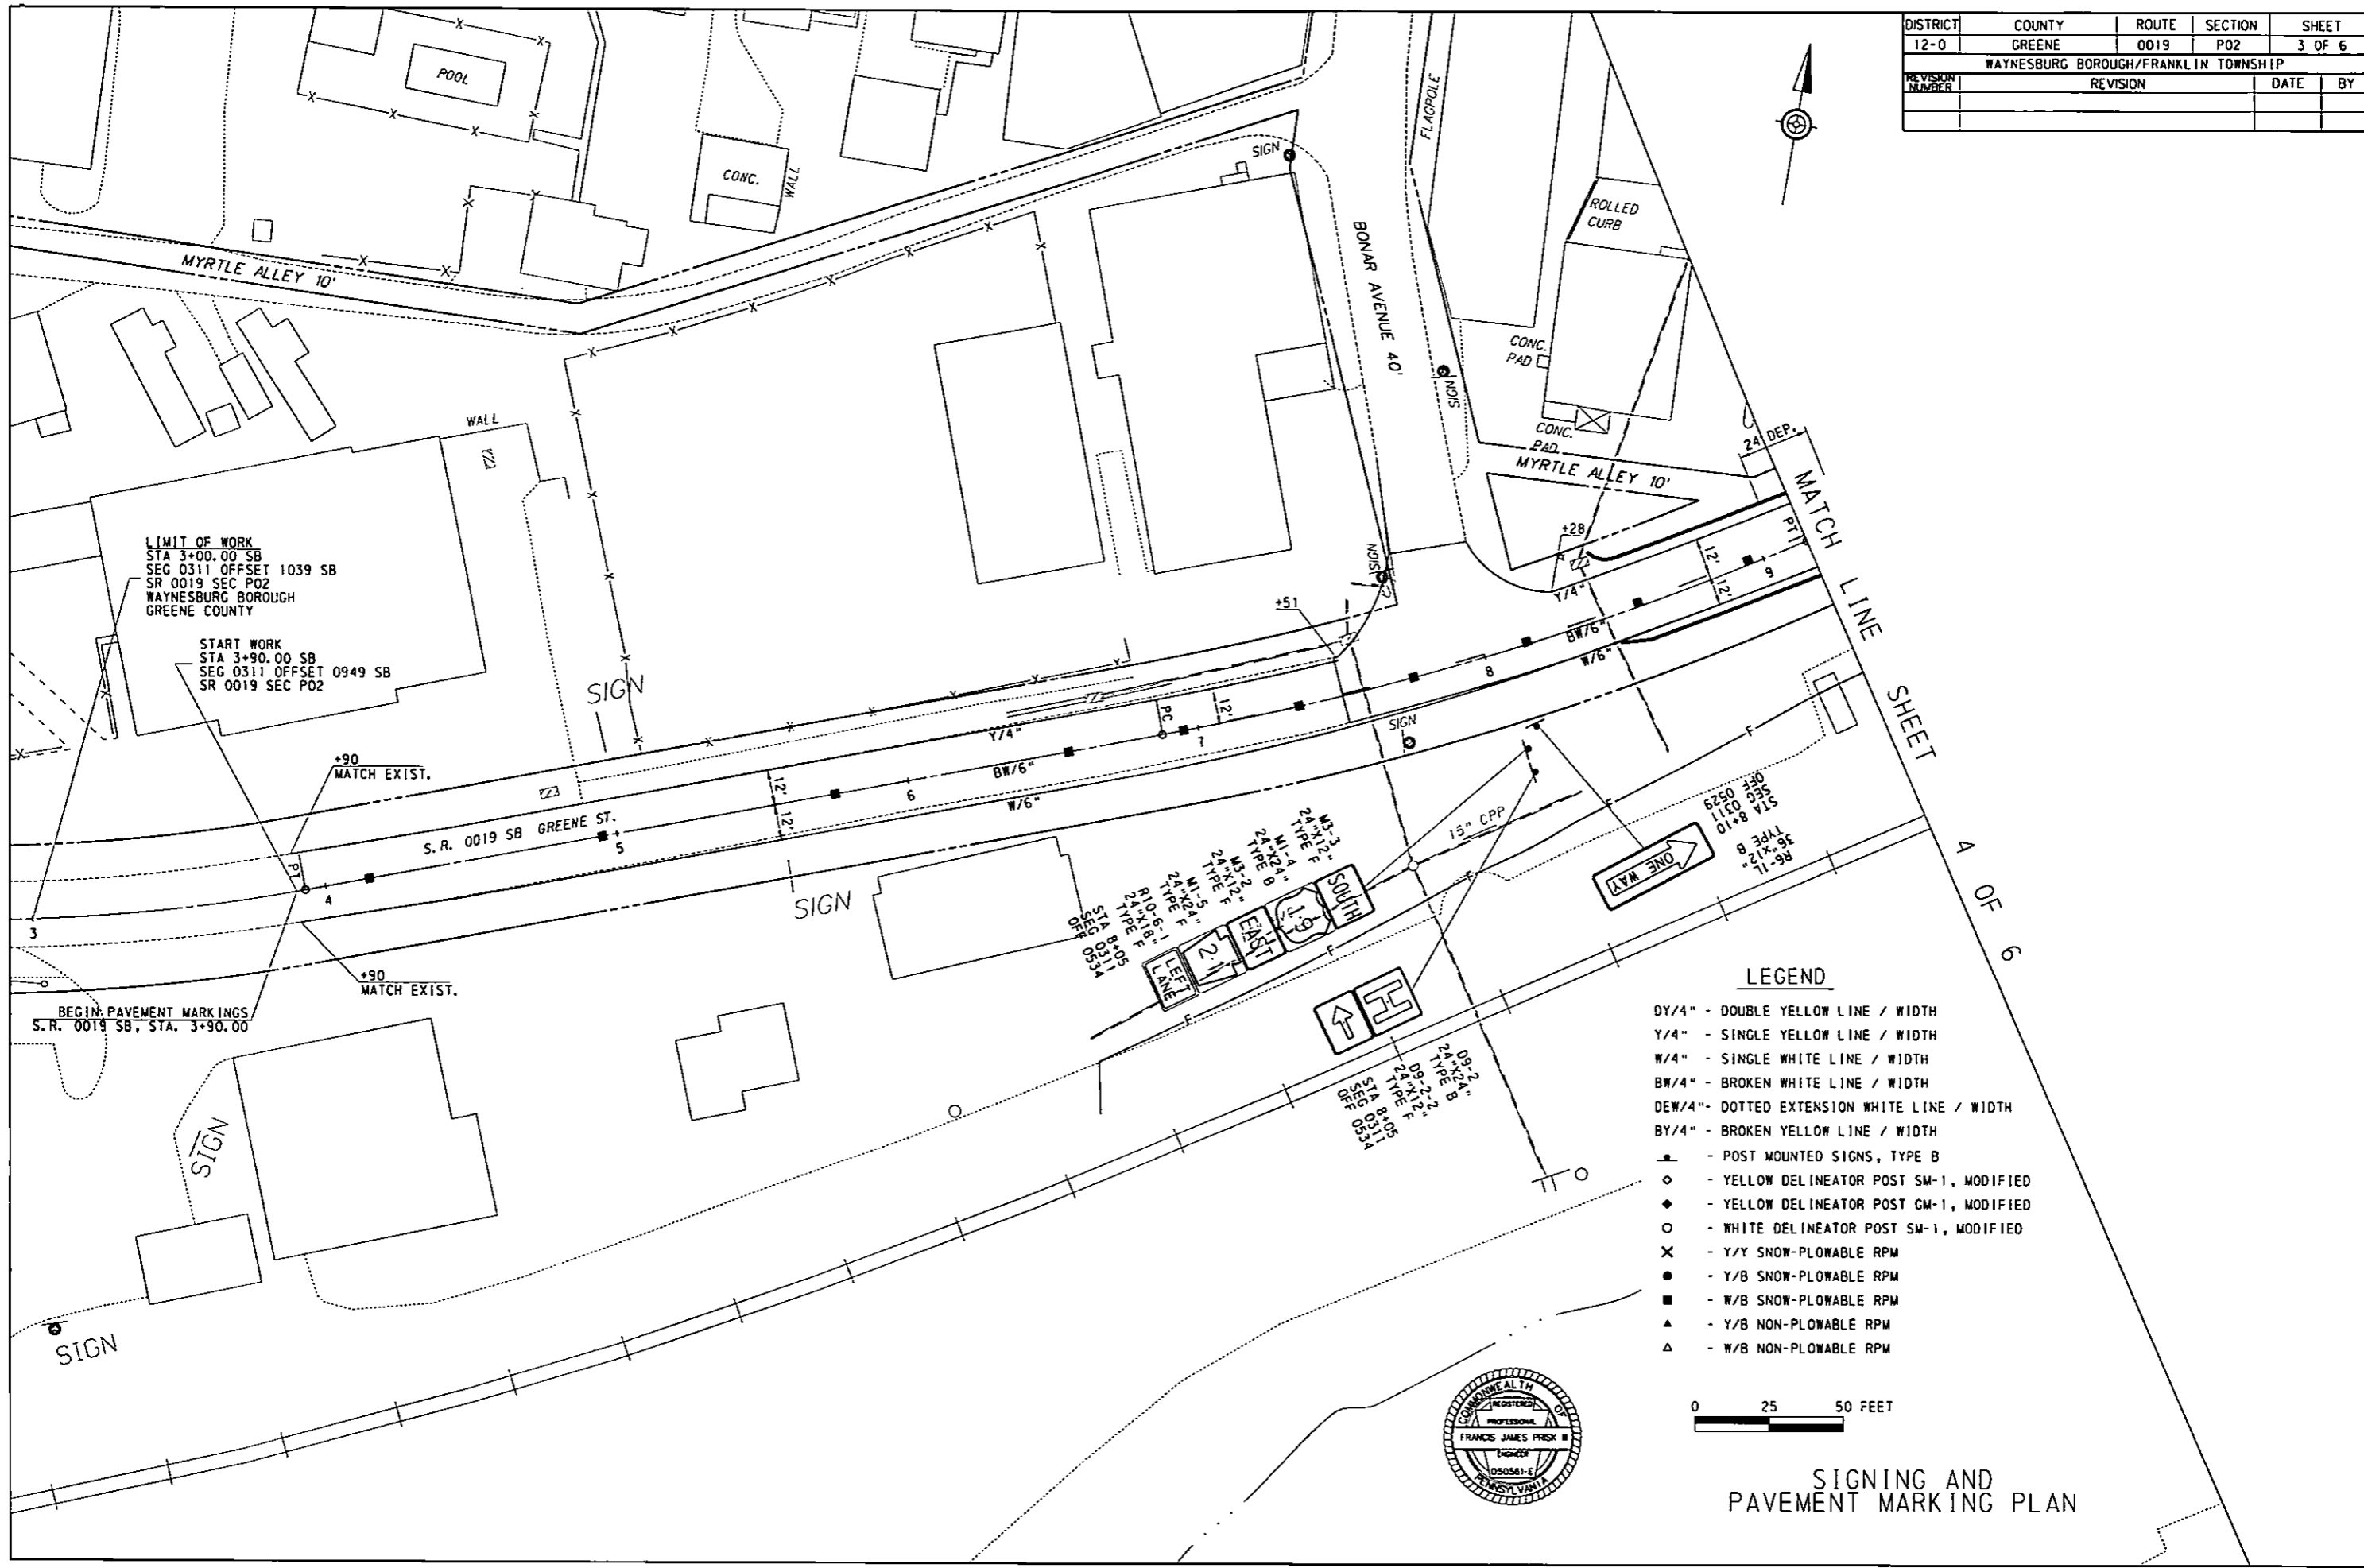 DISTRICT COUNTY ROUTE SECTION SHEET
12-0 GREENE 0019 P02 3 OF 6
WAYNESBURG BOROUGH/FRANKLIN TOWNSHIP
REVISION NUMBER REVISION DATE BY
POOL
CONC.
WALL
SIGN
FLAGPOLE
ROLLED
CURB
MYRTLE ALLEY 10'
BONAR AVENUE 40'
CONC.
PAD
SIGN
CONC.
PAD
MYRTLE ALLEY 10'
24' DEP.
WALL
LIMIT OF WORK
STA 3+00.00 SB
SEG 0311 OFFSET 1039 SB
SR 0019 SEC P02
WAYNESBURG BOROUGH
GREENE COUNTY
START WORK
STA 3+90.00 SB
SEG 0311 OFFSET 0949 SB
SR 0019 SEC P02
SIGN
+90
MATCH EXIST.
S.R. 0019 SB GREENE ST.
PT
3
4
5
6
7
8
9
12'
12'
Y/4"
BW/6"
W/6"
PC
12'
+51
SIGN
+28
Y/4"
BW/6"
W/6"
12'
12'
PT
SIGN
SIGN
+90
MATCH EXIST.
BEGIN PAVEMENT MARKINGS
S.R. 0019 SB, STA. 3+90.00
15" CPP
M3-3
24"X12"
TYPE F
M1-4
24"X24"
TYPE B
M3-2
24"X12"
TYPE F
M1-5
24"X24"
TYPE F
R10-6-1
24"X18"
TYPE F
STA 8+05
SEG 0311
OFF 0534
SOUTH
19
EAST
21
LEFT
LANE
H
D9-2
24"X24"
TYPE B
D9-2-2
24"X12"
TYPE F
STA 8+05
SEG 0311
OFF 0534
ONE WAY
R6-1L
36"X12"
TYPE B
STA 8+10
SEG 0311
OFF 0529
MATCH LINE SHEET 4 OF 6
SIGN
SIGN
LEGEND
DY/4" - DOUBLE YELLOW LINE / WIDTH
Y/4" - SINGLE YELLOW LINE / WIDTH
W/4" - SINGLE WHITE LINE / WIDTH
BW/4" - BROKEN WHITE LINE / WIDTH
DEW/4"- DOTTED EXTENSION WHITE LINE / WIDTH
BY/4" - BROKEN YELLOW LINE / WIDTH
- POST MOUNTED SIGNS, TYPE B
- YELLOW DELINEATOR POST SM-1, MODIFIED
- YELLOW DELINEATOR POST GM-1, MODIFIED
- WHITE DELINEATOR POST SM-1, MODIFIED
- Y/Y SNOW-PLOWABLE RPM
- Y/B SNOW-PLOWABLE RPM
- W/B SNOW-PLOWABLE RPM
- Y/B NON-PLOWABLE RPM
- W/B NON-PLOWABLE RPM
0 25 50 FEET
COMMONWEALTH OF
REGISTERED
PROFESSIONAL
FRANCIS JAMES PRISK III
ENGINEER
050561-E
PENNSYLVANIA
SIGNING AND
PAVEMENT MARKING PLAN